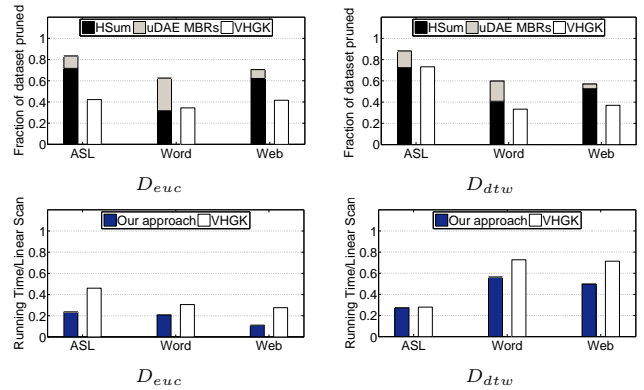 HSum uDAE MBRs VHGK
Fraction of dataset pruned
1
0.8
0.6
0.4
0.2
0
ASL Word Web
D_euc
HSum uDAE MBRs VHGK
Fraction of dataset pruned
1
0.8
0.6
0.4
0.2
0
ASL Word Web
D_dtw
Our approach VHGK
Running Time/Linear Scan
1
0.8
0.6
0.4
0.2
0
ASL Word Web
D_euc
Our approach VHGK
Running Time/Linear Scan
1
0.8
0.6
0.4
0.2
0
ASL Word Web
D_dtw